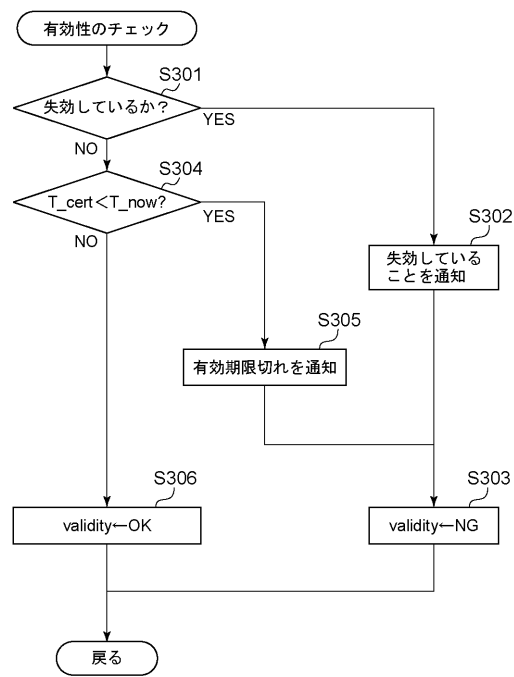 有効性のチェック
S301
失効しているか？
YES
NO
S304
T_cert＜T_now?
YES
NO
S302
失効している
ことを通知
S305
有効期限切れを通知
S306
validity←OK
S303
validity←NG
戻る